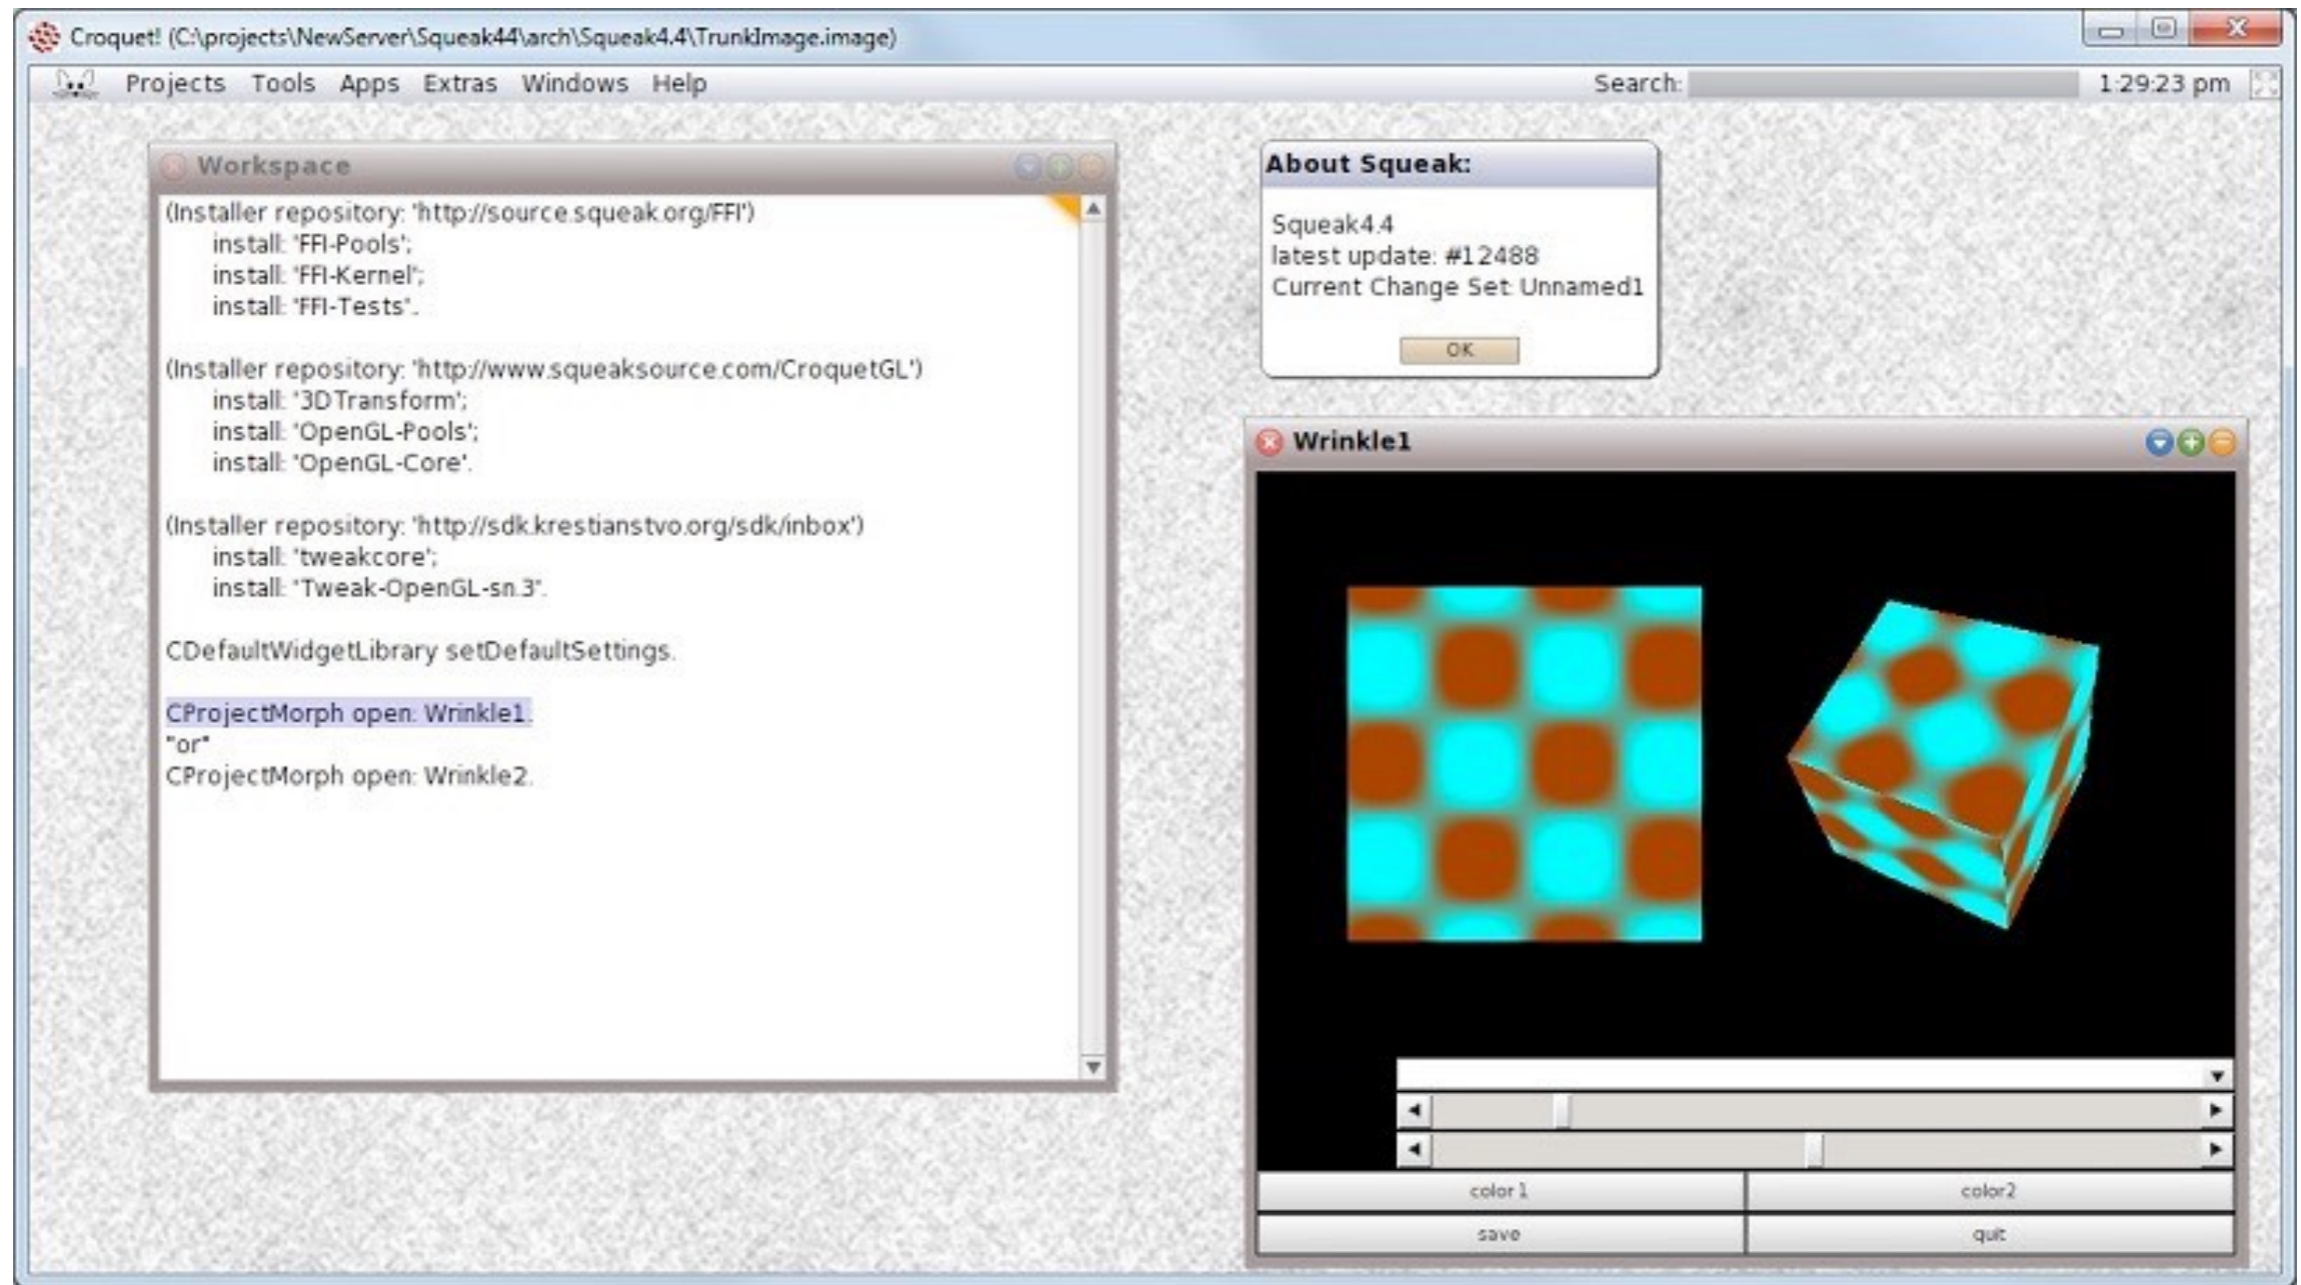 Croquet! (C:\projects\NewServer\Squeak44\arch\Squeak4.4\TrunkImage.image)
Projects Tools Apps Extras Windows Help Search: 1:29:23 pm
Workspace
(Installer repository: 'http://source.squeak.org/FFI')
install: 'FFI-Pools';
install: 'FFI-Kernel';
install: 'FFI-Tests'.
(Installer repository: 'http://www.squeaksource.com/CroquetGL')
install: '3DTransform';
install: 'OpenGL-Pools';
install: 'OpenGL-Core'.
(Installer repository: 'http://sdk.krestianstvo.org/sdk/inbox')
install: 'tweakcore';
install: 'Tweak-OpenGL-sn.3'.
CDefaultWidgetLibrary setDefaultSettings.
CProjectMorph open: Wrinkle1.
"or"
CProjectMorph open: Wrinkle2.
About Squeak:
Squeak4.4
latest update: #12488
Current Change Set: Unnamed1
OK
Wrinkle1
color1 color2
save quit